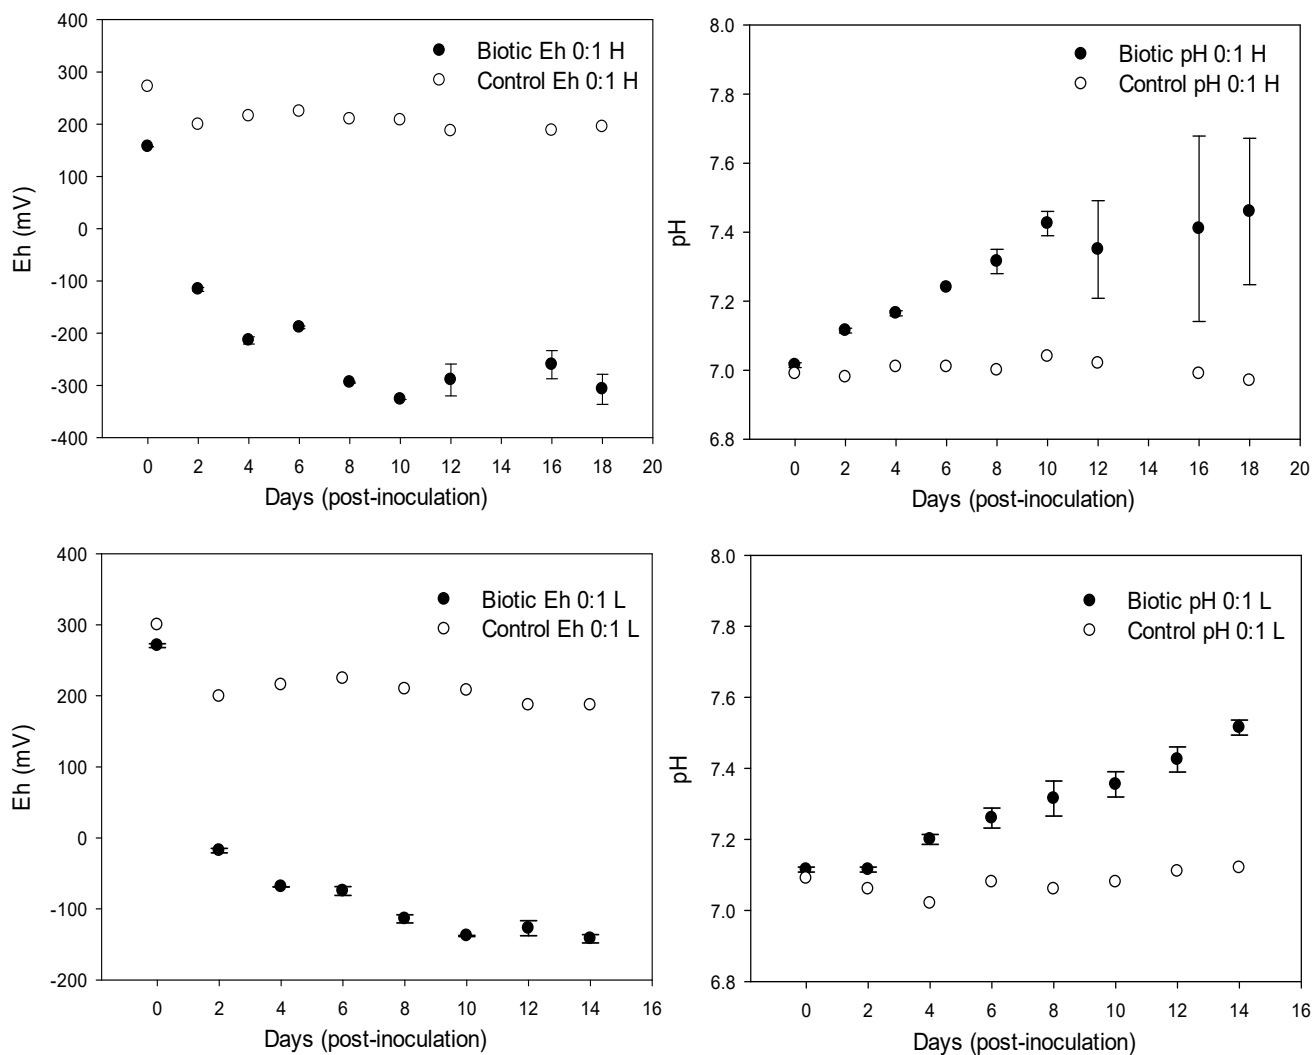 400
300
200
100
0
-100
-200
-300
-400
Eh (mV)
Biotic Eh 0:1 H
Control Eh 0:1 H
0 2 4 6 8 10 12 14 16 18 20
Days (post-inoculation)
8.0
7.8
7.6
7.4
7.2
7.0
6.8
pH
Biotic pH 0:1 H
Control pH 0:1 H
0 2 4 6 8 10 12 14 16 18 20
Days (post-inoculation)
400
300
200
100
0
-100
-200
Eh (mV)
Biotic Eh 0:1 L
Control Eh 0:1 L
0 2 4 6 8 10 12 14 16
Days (post-inoculation)
8.0
7.8
7.6
7.4
7.2
7.0
6.8
pH
Biotic pH 0:1 L
Control pH 0:1 L
0 2 4 6 8 10 12 14 16
Days (post-inoculation)